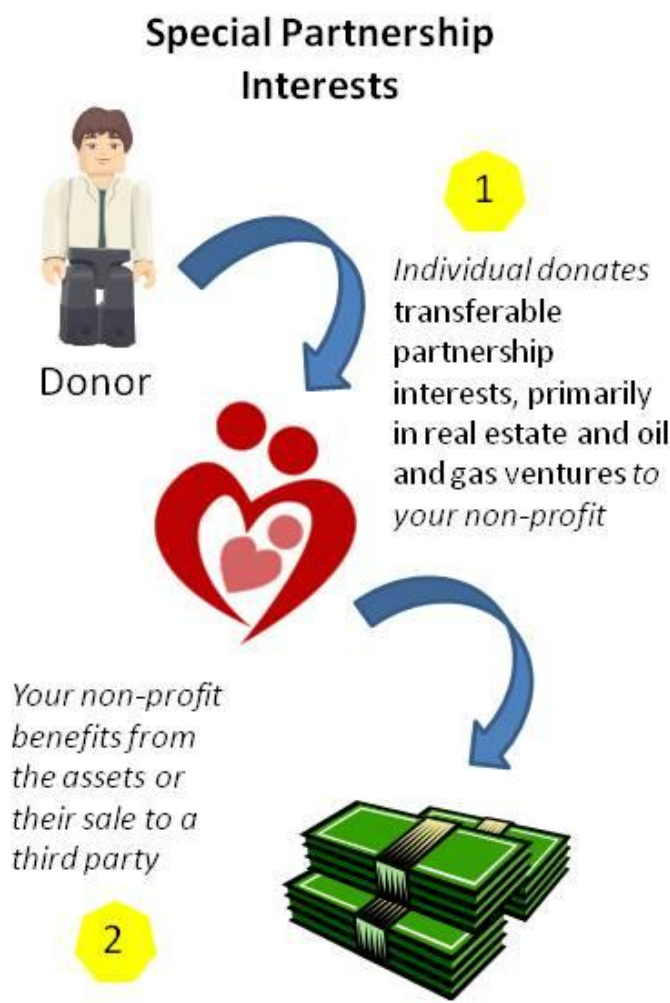 Special Partnership
Interests
1
Individual donates
transferable
partnership
interests, primarily
in real estate and oil
and gas ventures to
your non-profit
Donor
Your non-profit
benefits from
the assets or
their sale to a
third party
2